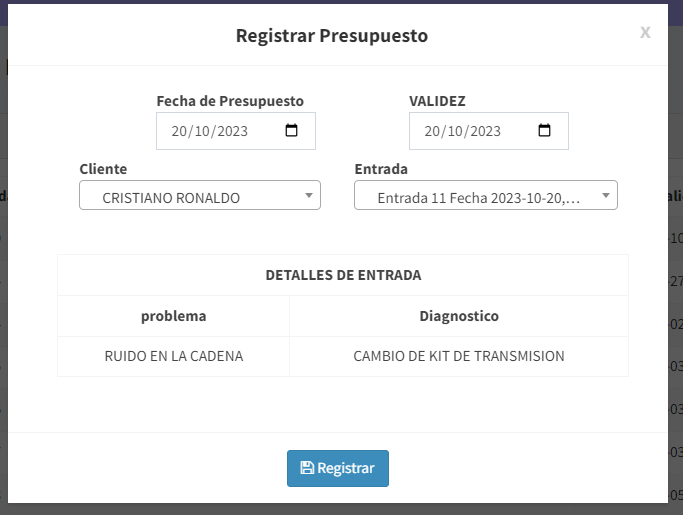 Registrar Presupuesto
x
Fecha de Presupuesto VALIDEZ
20/10/2023 20/10/2023
Cliente Entrada
CRISTIANO RONALDO Entrada 11 Fecha 2023-10-20,...
DETALLES DE ENTRADA
problema Diagnostico
RUIDO EN LA CADENA CAMBIO DE KIT DE TRANSMISION
Registrar